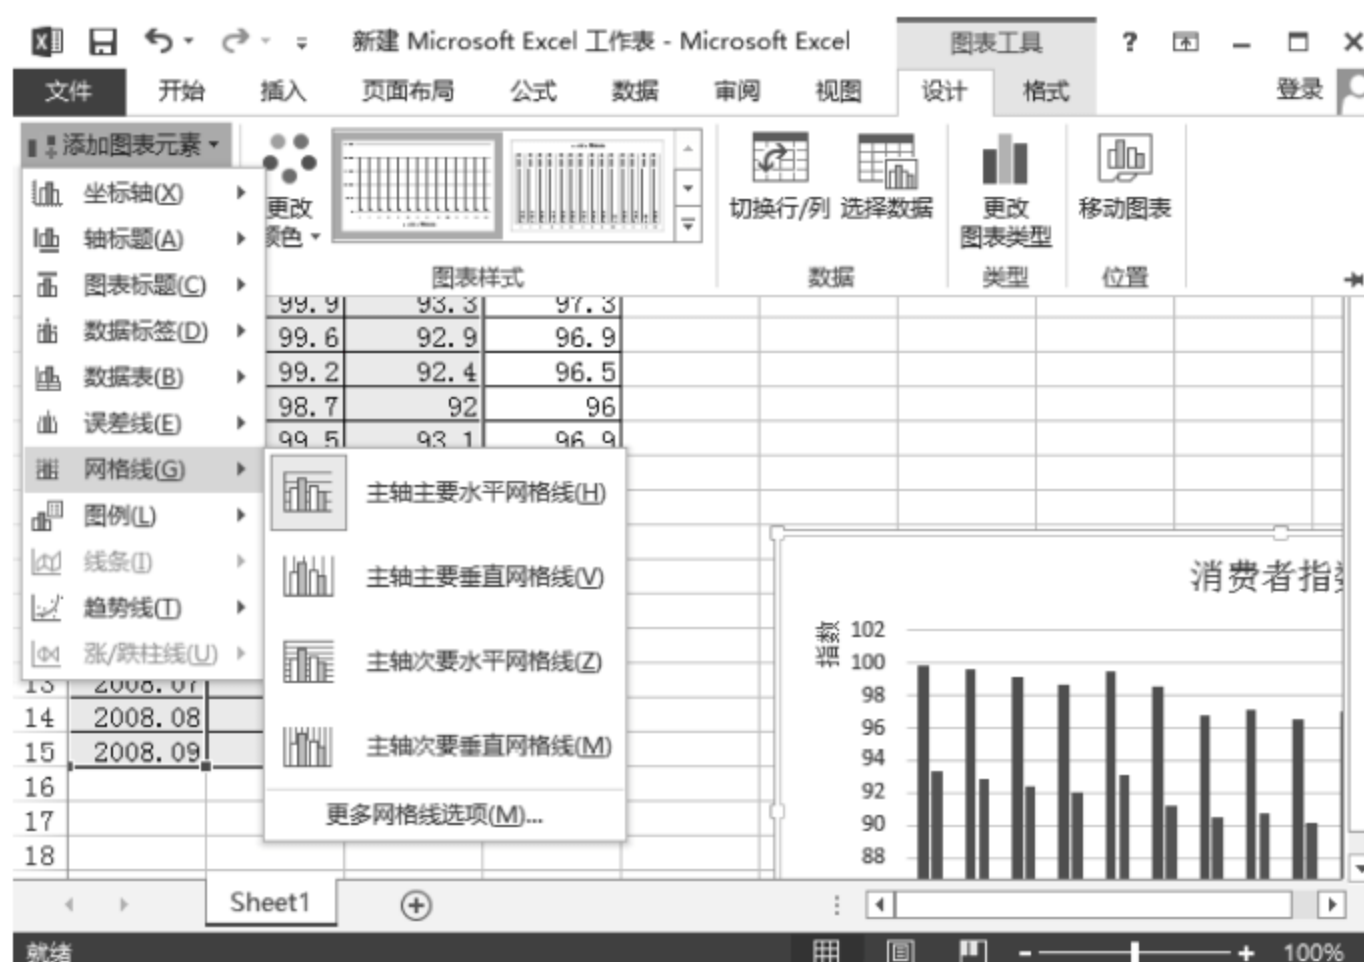 新建 Microsoft Excel 工作表 - Microsoft Excel
图表工具
?
文件 开始 插入 页面布局 公式 数据 审阅 视图 设计 格式 登录
添加图表元素
更改
颜色
切换行/列 选择数据
更改
图表类型
移动图表
图表样式 数据 类型 位置
坐标轴(X)
轴标题(A)
图表标题(C)
数据标签(D)
数据表(B)
误差线(E)
网格线(G)
图例(L)
线条(I)
趋势线(T)
涨/跌柱线(U)
99.9 93.3 97.3
99.6 92.9 96.9
99.2 92.4 96.5
98.7 92 96
99.5 93.1 96.9
主轴主要水平网格线(H)
主轴主要垂直网格线(V)
主轴次要水平网格线(Z)
主轴次要垂直网格线(M)
更多网格线选项(M)...
13 2008.07
14 2008.08
15 2008.09
16
17
18
消费者指数
指数
102
100
98
96
94
92
90
88
Sheet1
就绪
100%